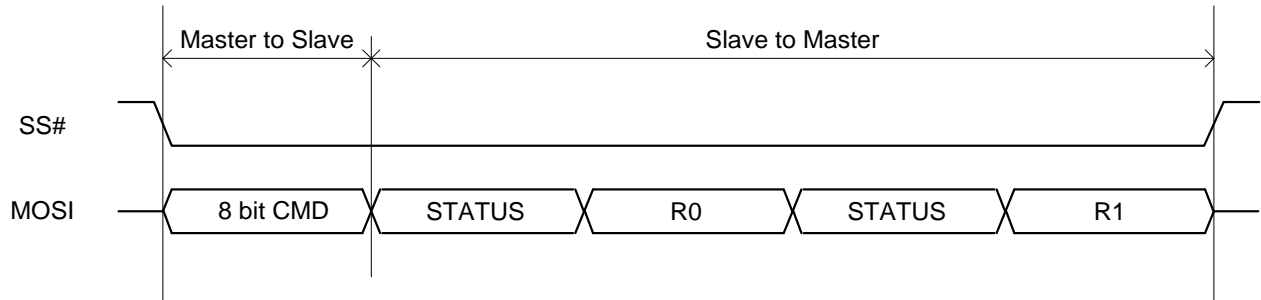 Master to Slave Slave to Master
SS#
MOSI 8 bit CMD STATUS R0 STATUS R1